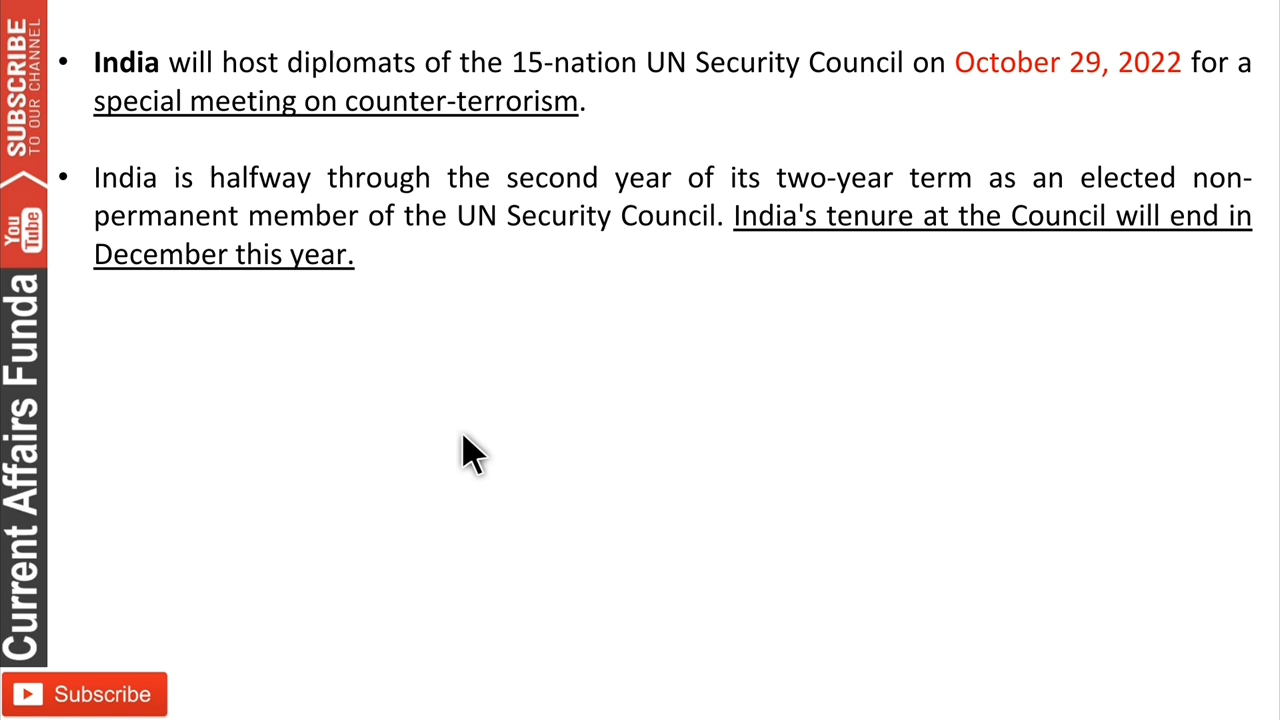 • India will host diplomats of the 15-nation UN Security Council on October 29, 2022 for a
special meeting on counter-terrorism.
• India is halfway through the second year of its two-year term as an elected non-
permanent member of the UN Security Council. India's tenure at the Council will end in
December this year.
SUBSCRIBE
TO OUR CHANNEL
You
Tube
Current Affairs Funda
Subscribe